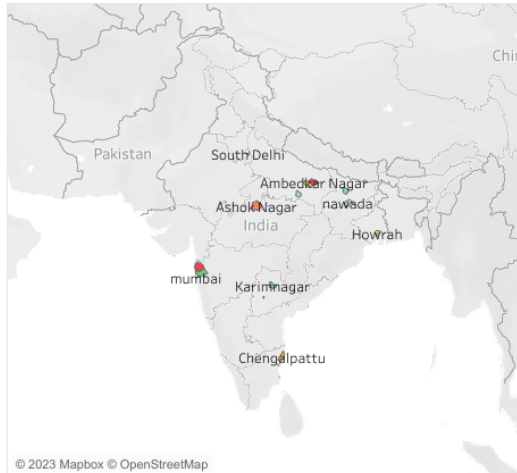 Chi
Pakistan
South Delhi
Ambedkar Nagar
Ashok Nagar
nawada
India
Howrah
mumbai
Karimnagar
Chengalpattu
© 2023 Mapbox © OpenStreetMap